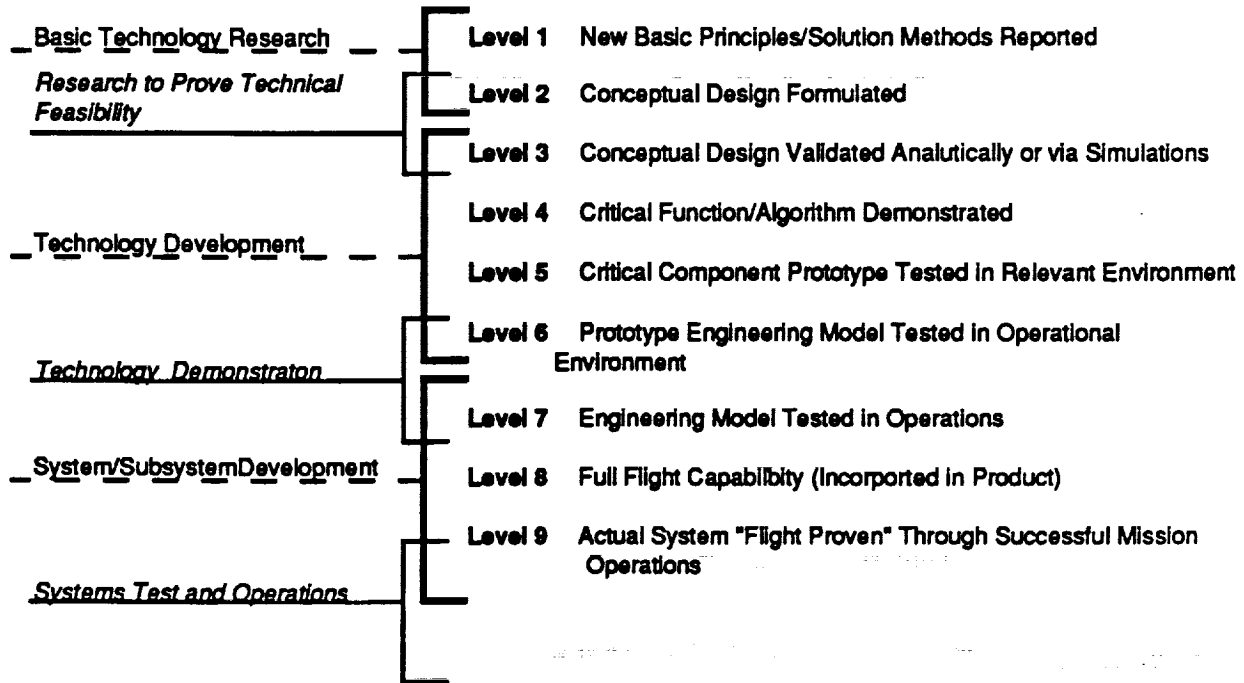 Basic Technology Research
Research to Prove Technical
Feasibility
Technology Development
Technology Demonstraton
System/SubsystemDevelopment
Systems Test and Operations
Level 1 New Basic Principles/Solution Methods Reported
Level 2 Conceptual Design Formulated
Level 3 Conceptual Design Validated Analutically or via Simulations
Level 4 Critical Function/Algorithm Demonstrated
Level 5 Critical Component Prototype Tested in Relevant Environment
Level 6 Prototype Engineering Model Tested in Operational
Environment
Level 7 Engineering Model Tested in Operations
Level 8 Full Flight Capabilbity (Incorported in Product)
Level 9 Actual System "Flight Proven" Through Successful Mission
Operations